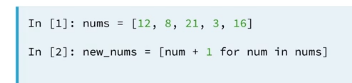 In [1]: nums = [12, 8, 21, 3, 16]
In [2]: new_nums = [num + 1 for num in nums]